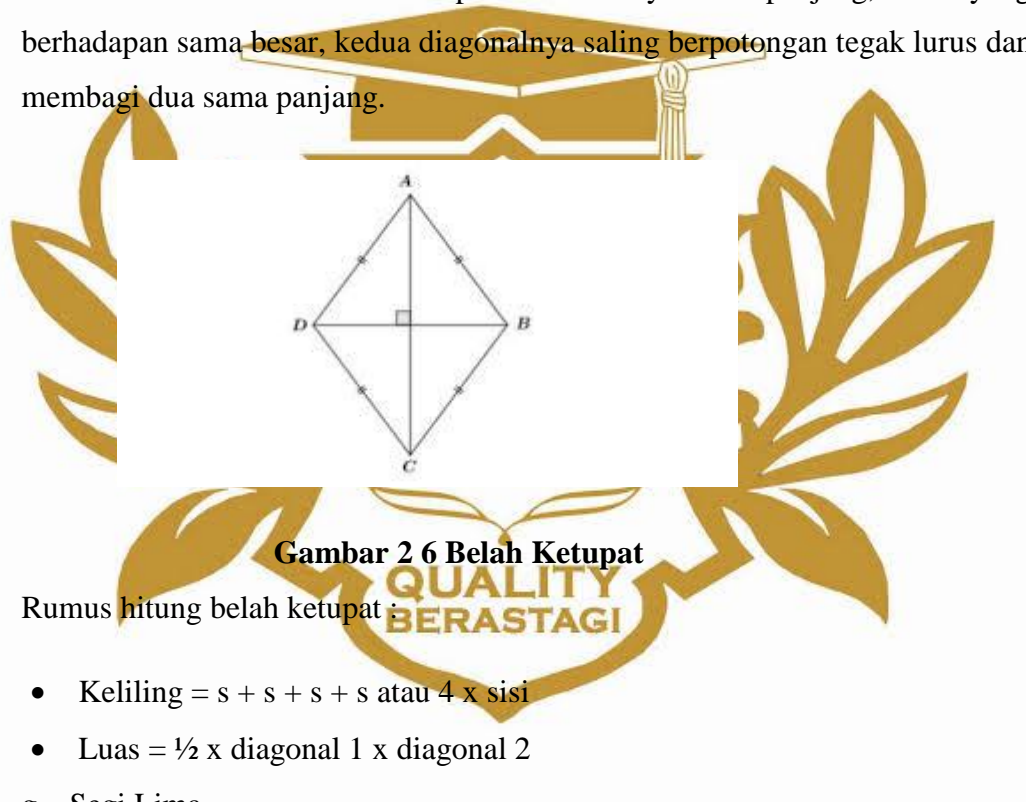 berhadapan sama besar, kedua diagonalnya saling berpotongan tegak lurus dan
membagi dua sama panjang.
A
D
B
C
Gambar 2 6 Belah Ketupat
QUALITY
BERASTAGI
Rumus hitung belah ketupat :
• Keliling = s + s + s + s atau 4 x sisi
• Luas = ½ x diagonal 1 x diagonal 2